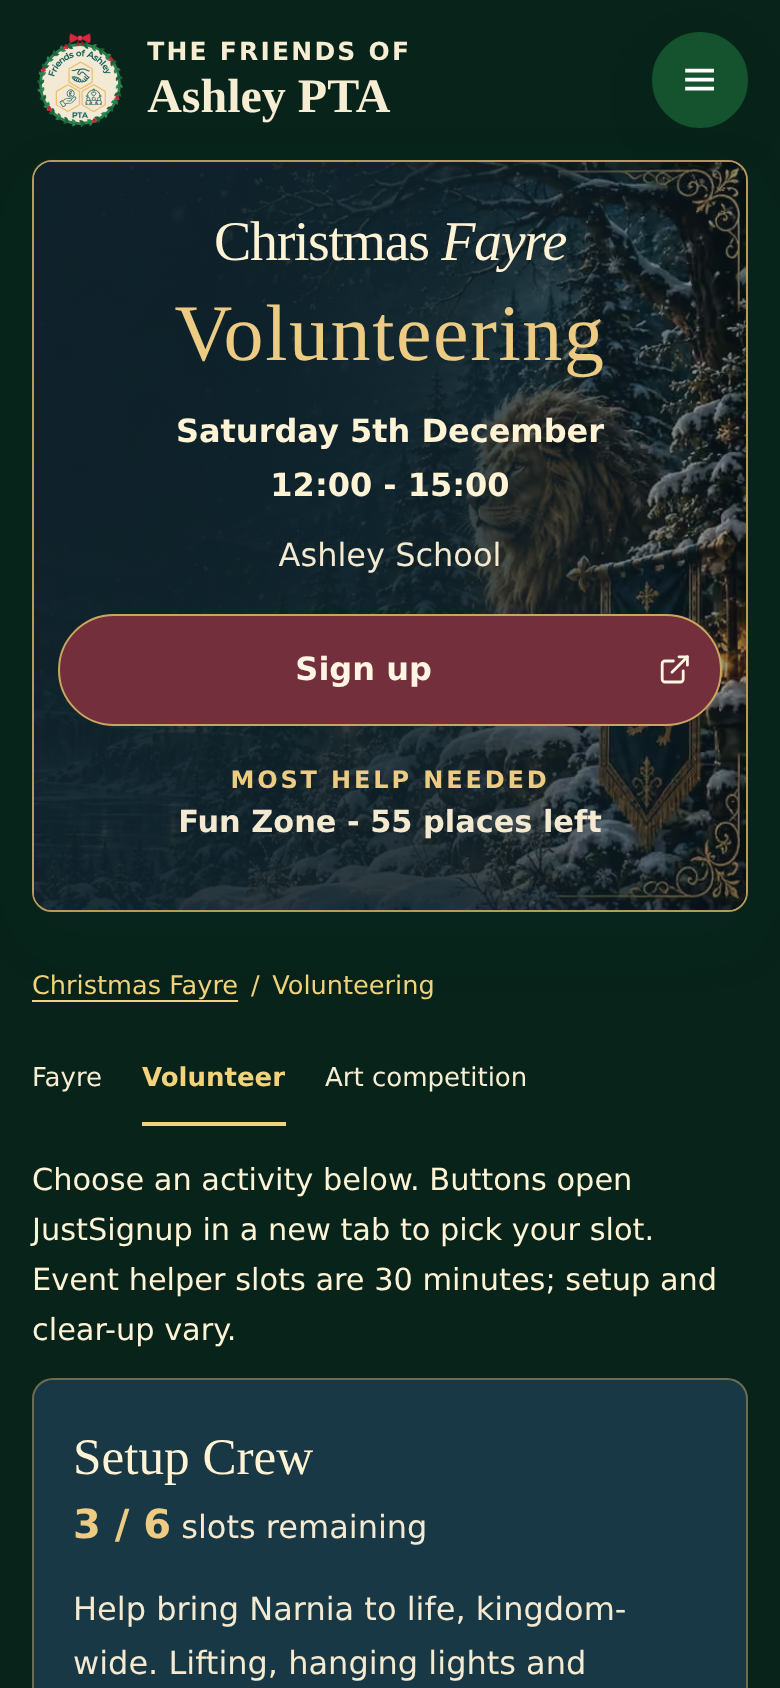 Friends of Ashley
PTA
THE FRIENDS OF
Ashley PTA
Christmas Fayre
Volunteering
Saturday 5th December
12:00 - 15:00
Ashley School
Sign up
MOST HELP NEEDED
Fun Zone - 55 places left
Christmas Fayre / Volunteering
Fayre Volunteer Art competition
Choose an activity below. Buttons open
JustSignup in a new tab to pick your slot.
Event helper slots are 30 minutes; setup and
clear-up vary.
Setup Crew
3 / 6 slots remaining
Help bring Narnia to life, kingdom-
wide. Lifting, hanging lights and